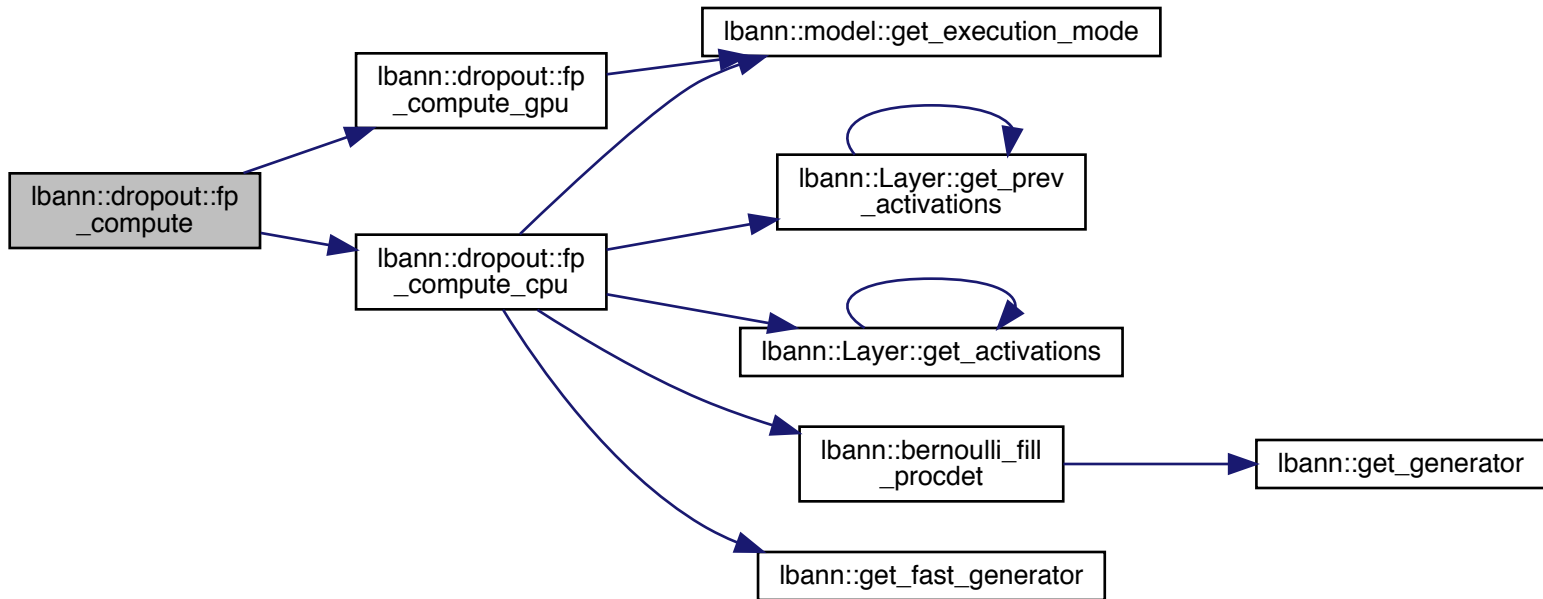 lbann::model::get_execution_mode
lbann::dropout::fp
_compute_gpu
lbann::Layer::get_prev
_activations
lbann::dropout::fp
_compute
lbann::dropout::fp
_compute_cpu
lbann::Layer::get_activations
lbann::bernoulli_fill
_procdet
lbann::get_generator
lbann::get_fast_generator